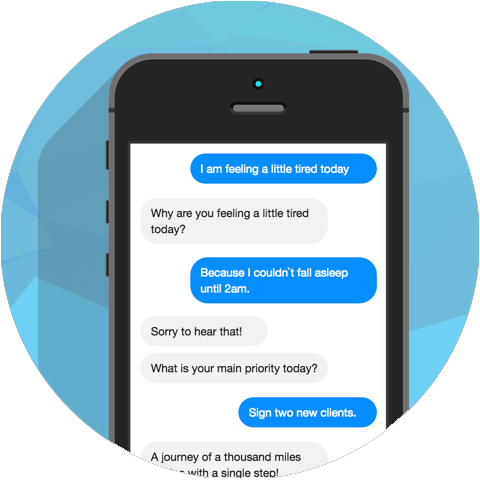 I am feeling a little tired today
Why are you feeling a little tired
today?
Because I couldn`t fall asleep
until 2am.
Sorry to hear that!
What is your main priority today?
Sign two new clients.
A journey of a thousand miles
with a single step!